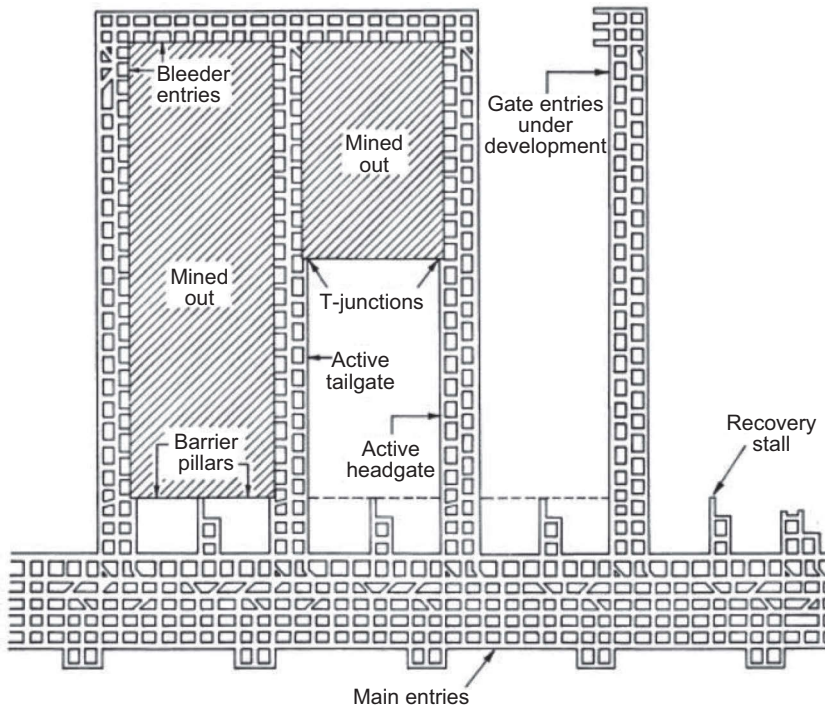 Bleeder
entries
Gate entries
under
development
Mined
out
Mined
out
T-junctions
Active
tailgate
Barrier
pillars
Active
headgate
Recovery
stall
Main entries